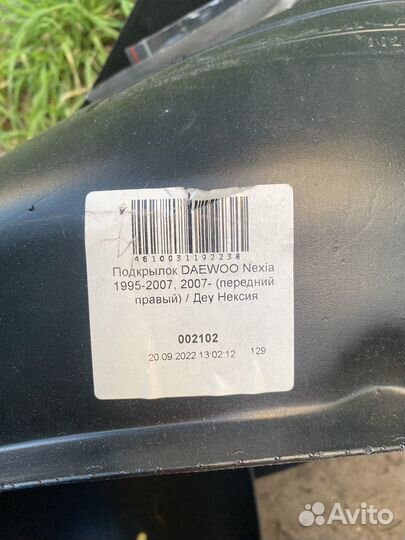 4610031192238
Подкрылок DAEWOO Nexia
1995-2007, 2007- (передний
правый) / Деу Нексия
002102
20.09.2022 13:02:12 129
Avito